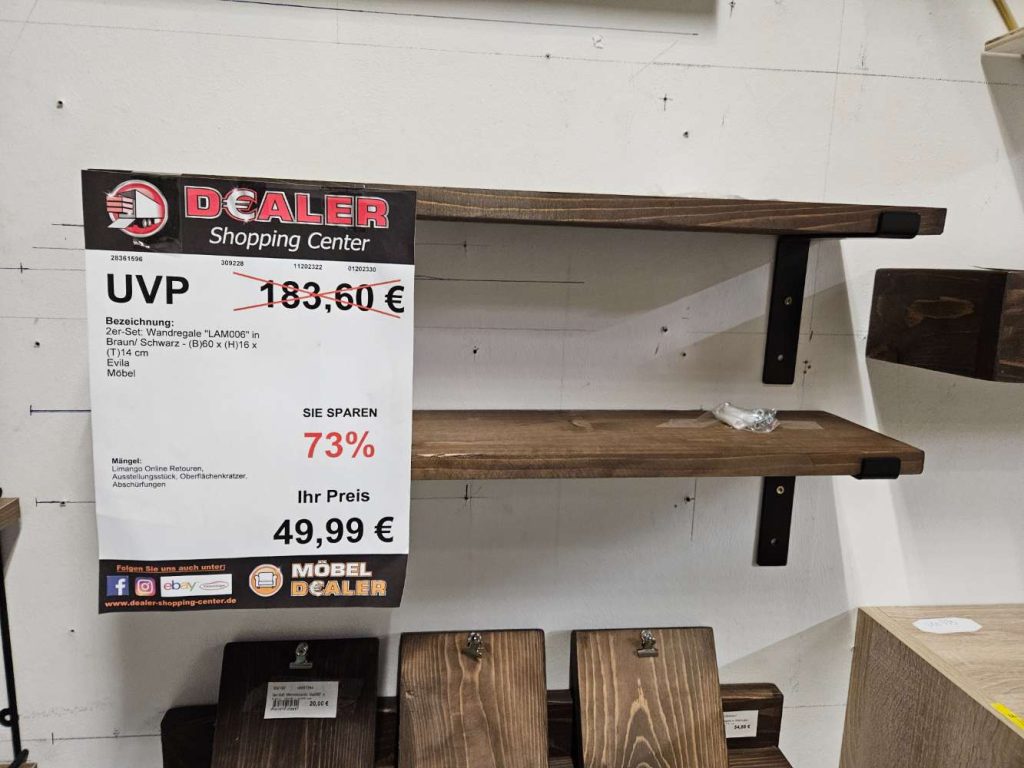 DEALER
Shopping Center
28361596 309228 11202322 01202330
UVP 183,60 €
Bezeichnung:
2er-Set: Wandregale "LAM006" in
Braun/ Schwarz - (B)60 x (H)16 x
(T)14 cm
Evila
Möbel
SIE SPAREN
73%
Mängel:
Limango Online Retouren,
Ausstellungsstück, Oberflächenkratzer,
Abschürfungen
Ihr Preis
49,99 €
Folgen Sie uns auch unter:
ebay
www.dealer-shopping-center.de
MÖBEL
DEALER
20,00 €
54,88 €